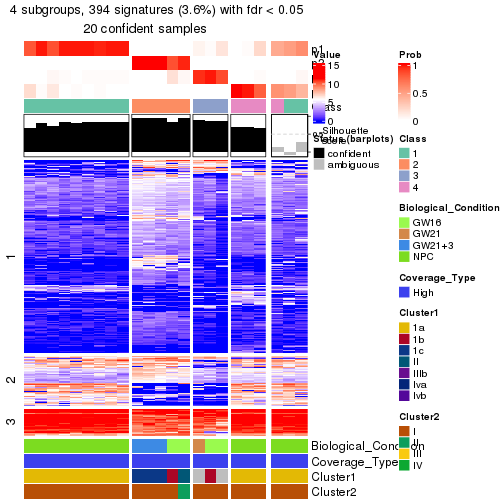 4 subgroups, 394 signatures (3.6%) with fdr < 0.05
20 confident samples
p1
p2
Class
Silhouette
score
1
2
3
Biological_Condition
Coverage_Type
Cluster1
Cluster2
Value
15
10
5
0
Status (barplots)
confident
ambiguous
Prob
1
0.5
0
Class
1
2
3
4
Biological_Condition
GW16
GW21
GW21+3
NPC
Coverage_Type
High
Cluster1
1a
1b
1c
II
IIIb
Iva
Ivb
Cluster2
I
II
III
IV